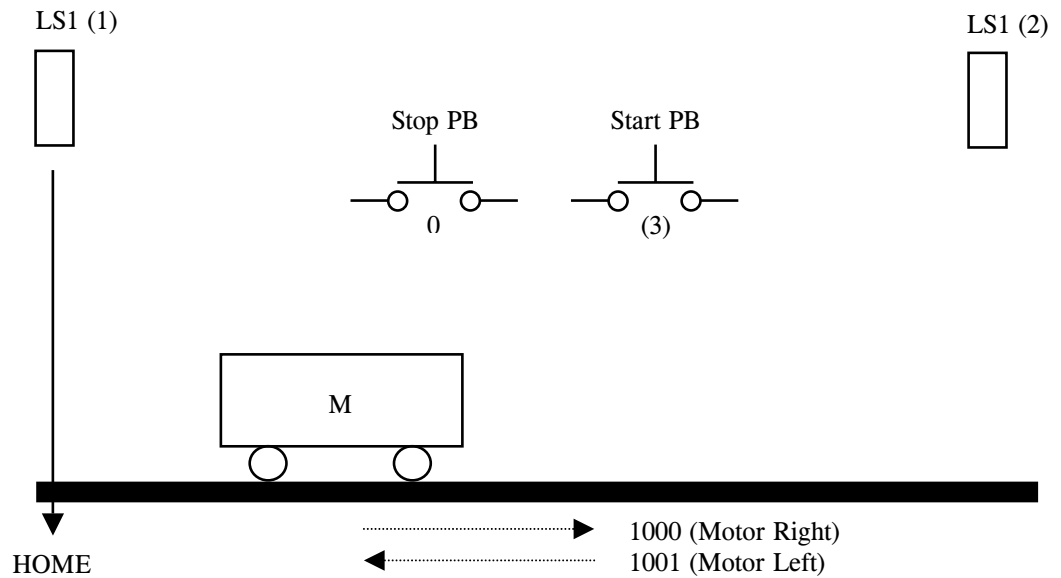 LS1 (1)
LS1 (2)
Stop PB
Start PB
0
(3)
M
1000 (Motor Right)
1001 (Motor Left)
HOME